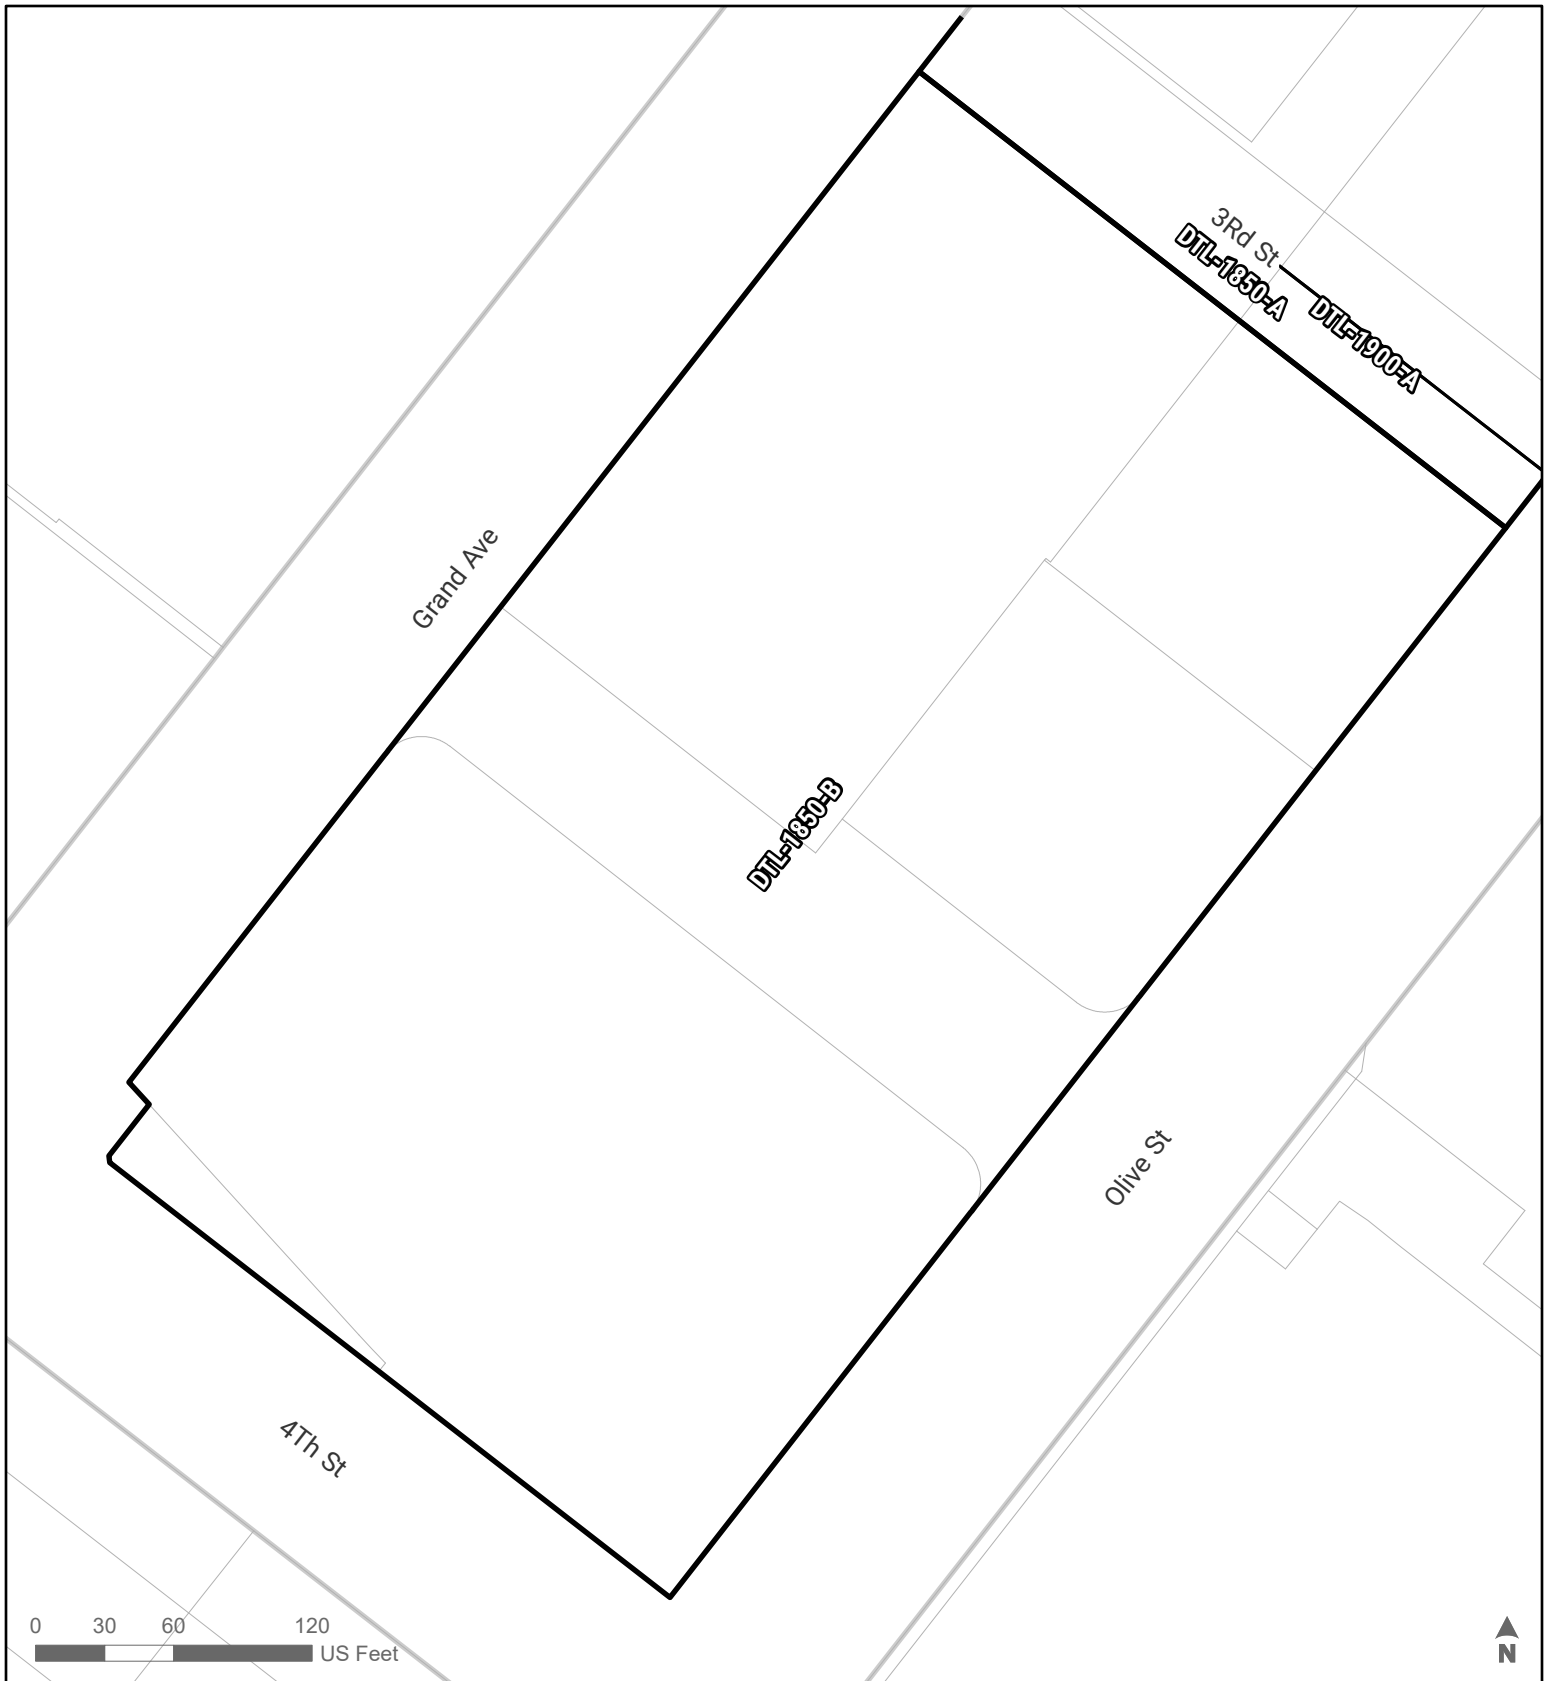 3Rd St
DTL-1850-A
DTL-1900-A
Grand Ave
DTL-1850-B
Olive St
4Th St
0 30 60 120
US Feet
N